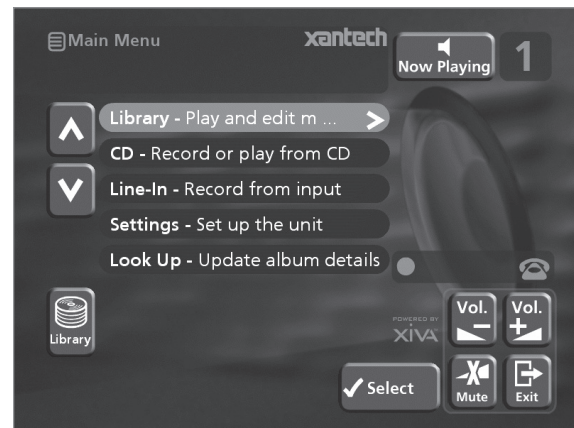 Main Menu
xantech
Now Playing
1
Library - Play and edit m ...
CD - Record or play from CD
Line-In - Record from input
Settings - Set up the unit
Look Up - Update album details
Library
POWERED BY
XIVA
Vol.
Vol.
Select
Mute
Exit